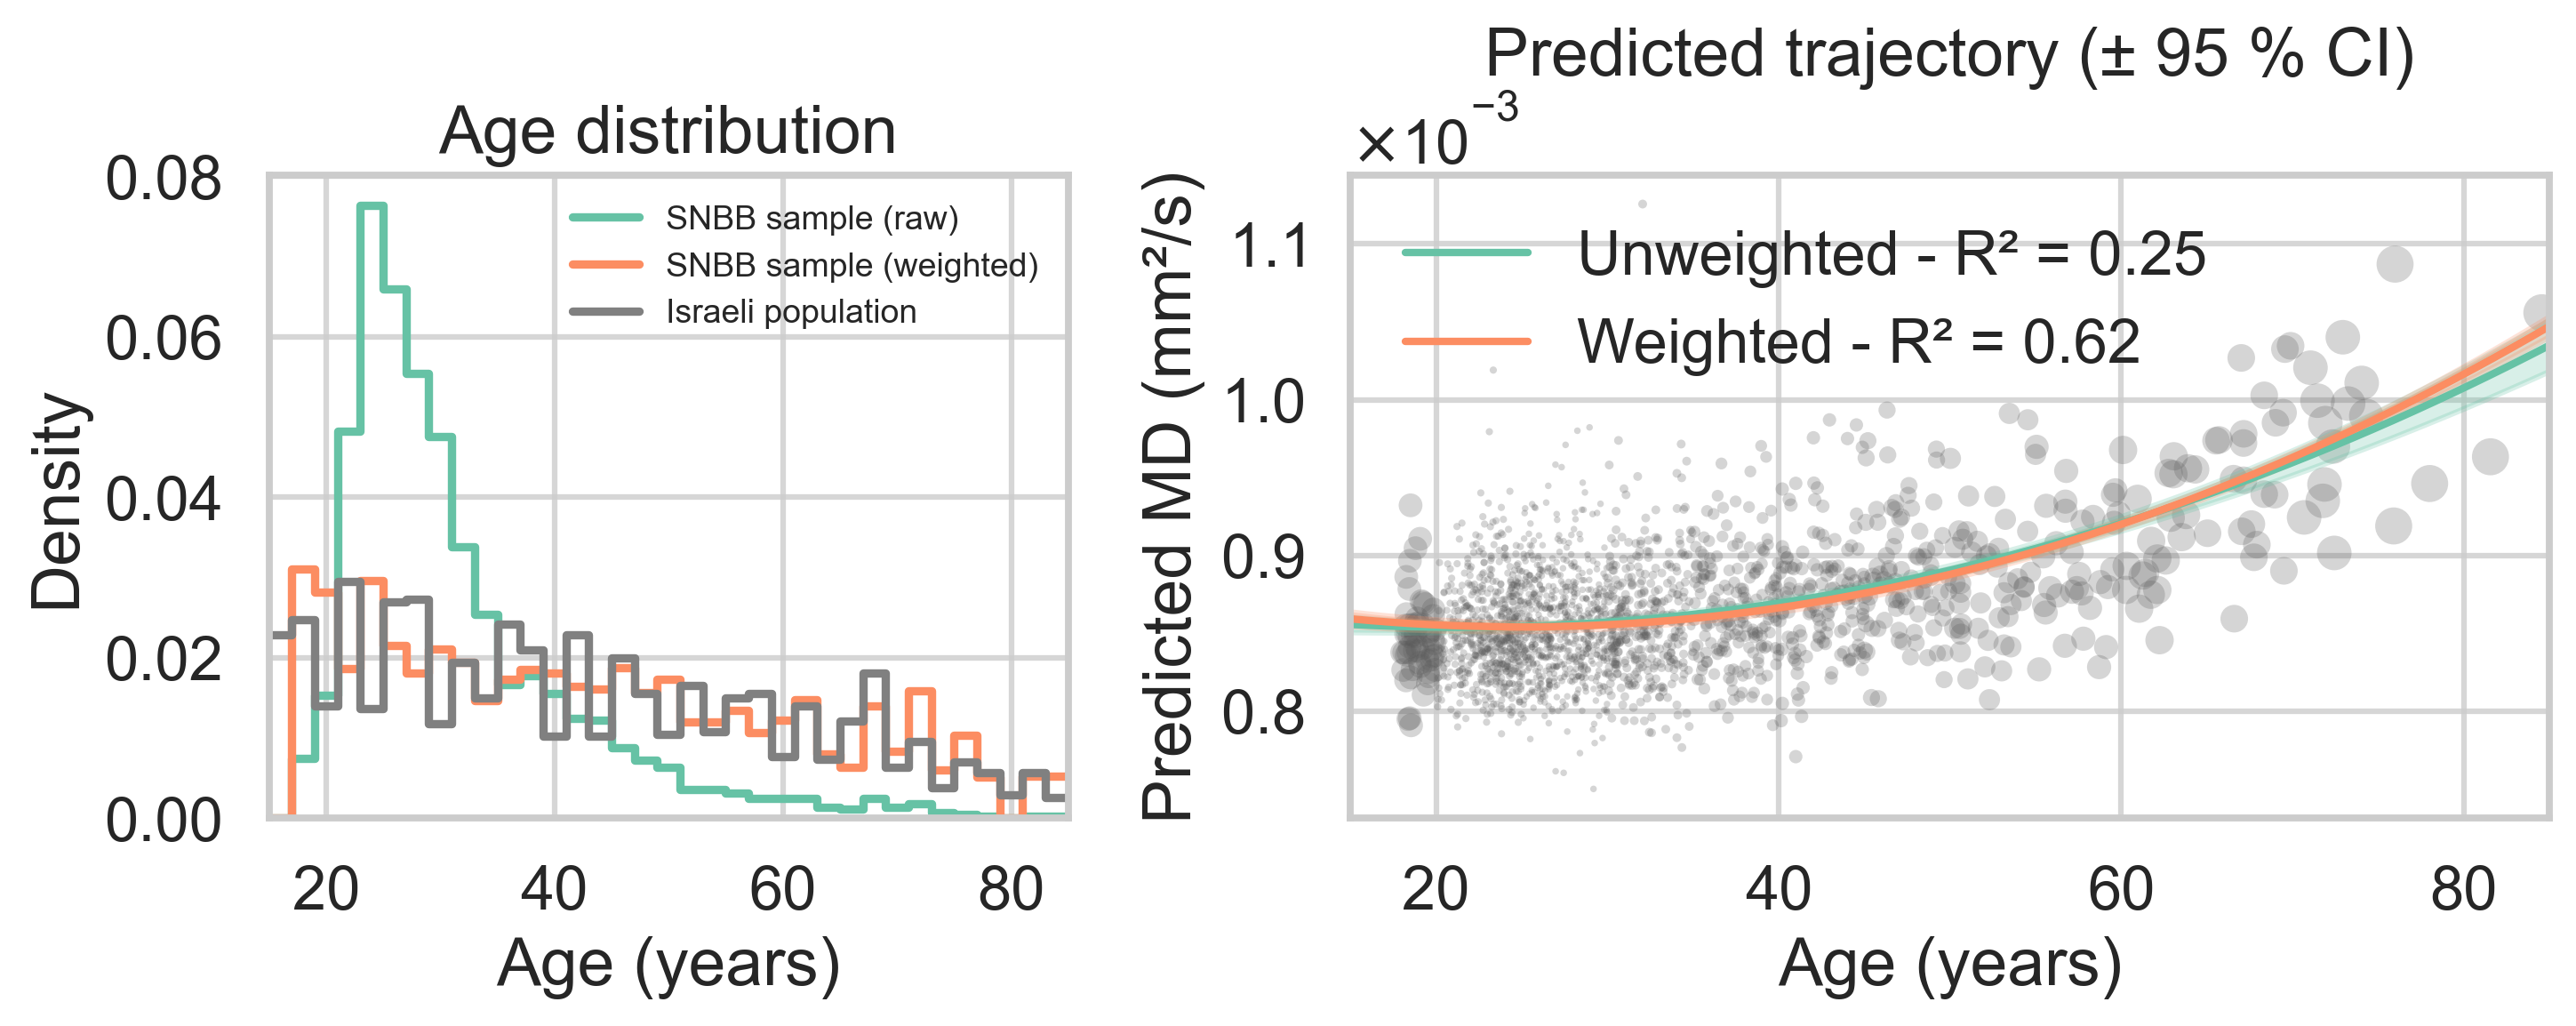 Age distribution
0.08
0.06
0.04
0.02
0.00
Density
SNBB sample (raw)
SNBB sample (weighted)
Israeli population
20 40 60 80
Age (years)
Predicted trajectory (± 95 % CI)
×10⁻³
1.1
1.0
0.9
0.8
Predicted MD (mm²/s)
Unweighted - R² = 0.25
Weighted - R² = 0.62
20 40 60 80
Age (years)